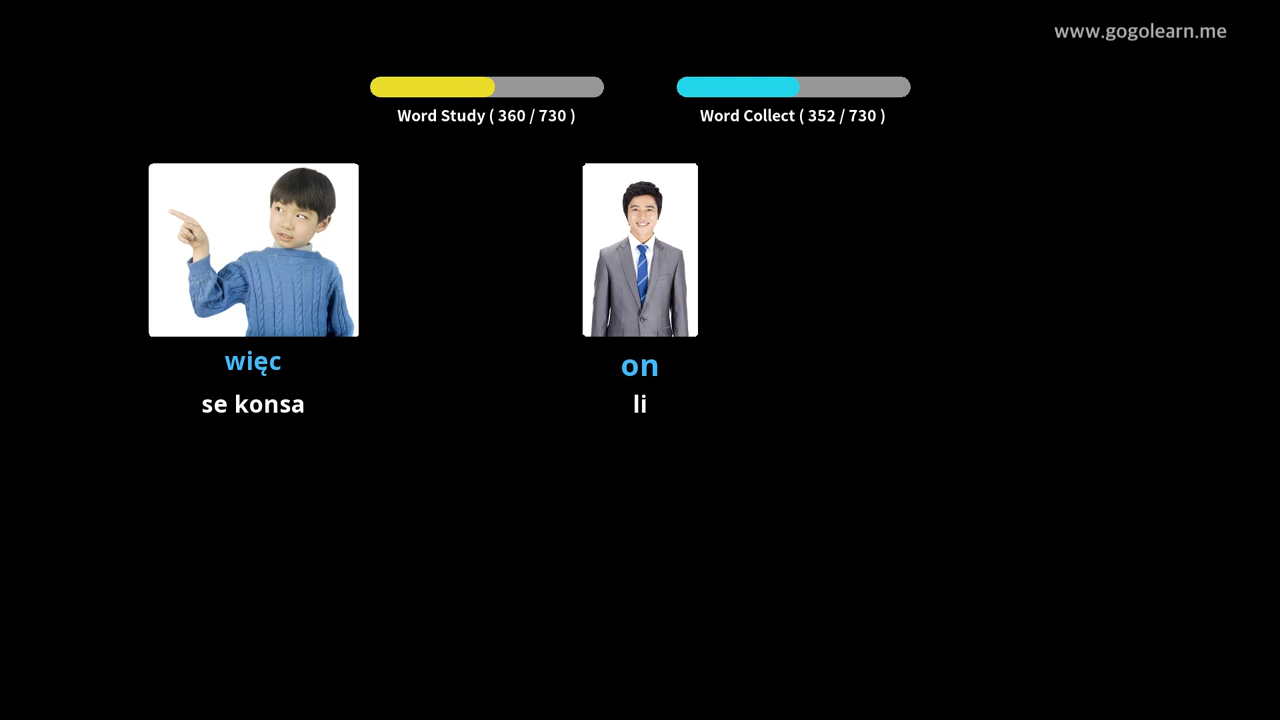 www.gogolearn.me
Word Study ( 360 / 730 )
Word Collect ( 352 / 730 )
więc
on
se konsa
li